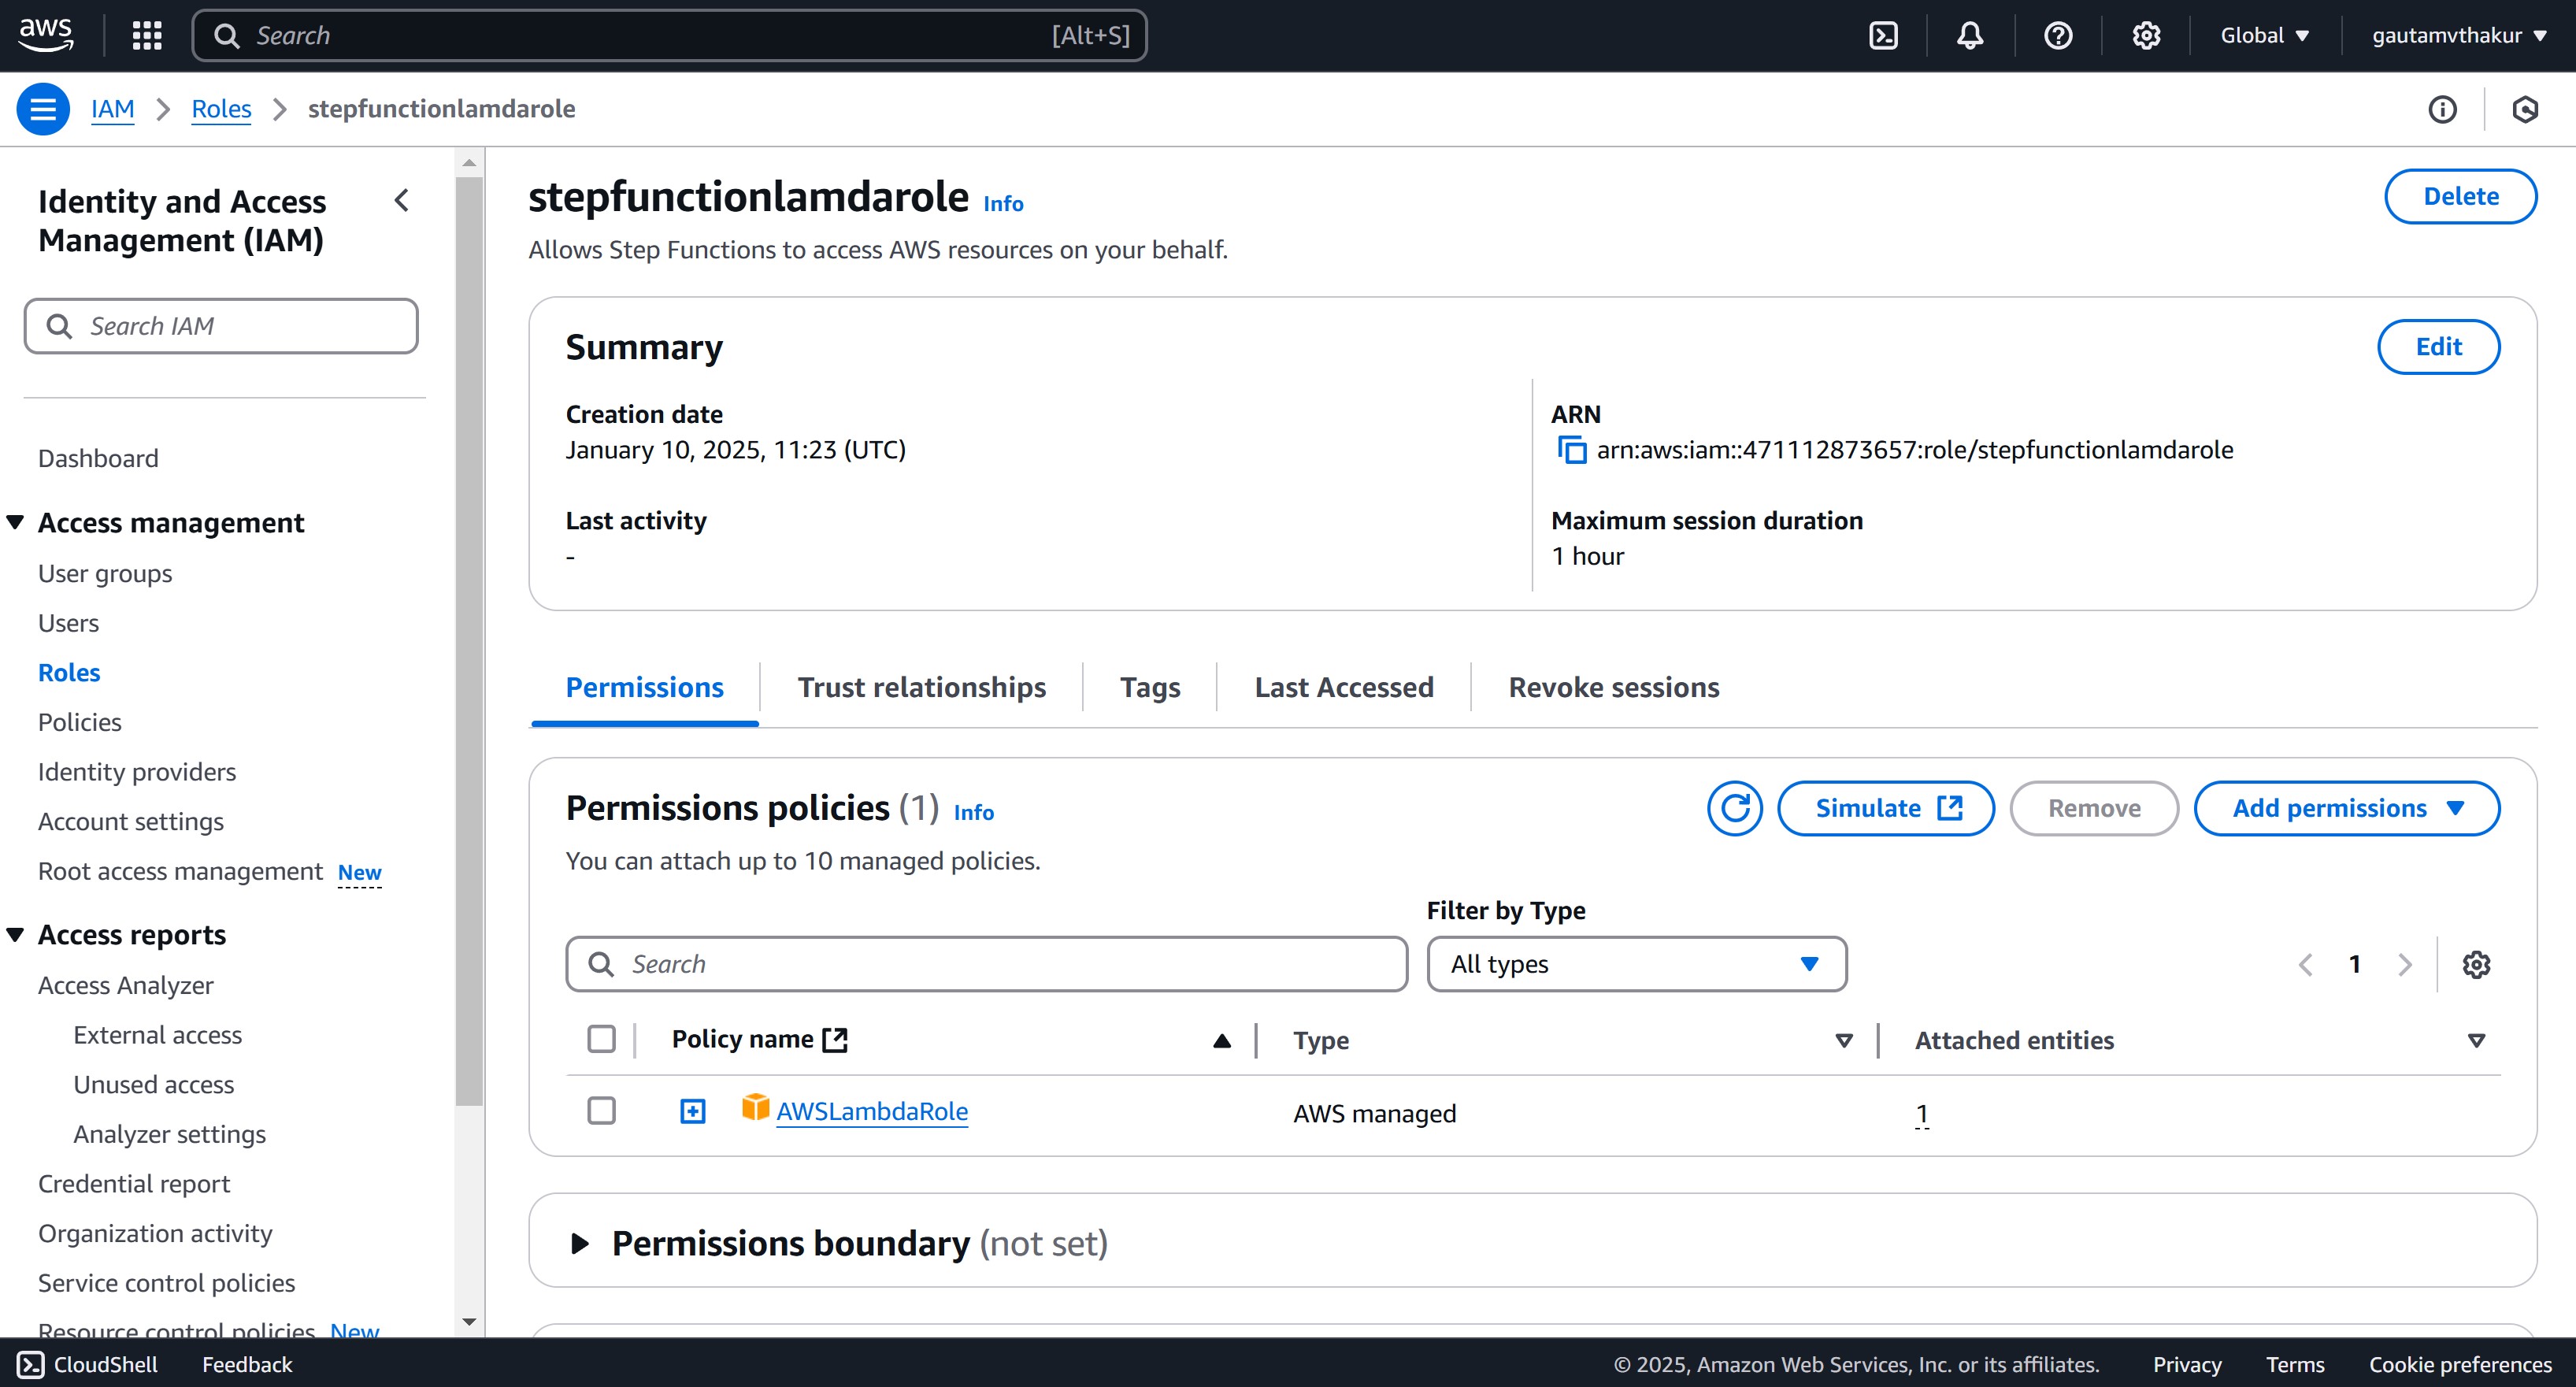 aws
Search
[Alt+S]
Global
gautamvthakur
IAM
Roles
stepfunctionlamdarole
Identity and Access
Management (IAM)
Search IAM
Dashboard
Access management
User groups
Users
Roles
Policies
Identity providers
Account settings
Root access management New
Access reports
Access Analyzer
External access
Unused access
Analyzer settings
Credential report
Organization activity
Service control policies
Resource control policies New
stepfunctionlamdarole Info
Delete
Allows Step Functions to access AWS resources on your behalf.
Summary
Edit
Creation date
January 10, 2025, 11:23 (UTC)
ARN
arn:aws:iam::471112873657:role/stepfunctionlamdarole
Last activity
-
Maximum session duration
1 hour
Permissions
Trust relationships
Tags
Last Accessed
Revoke sessions
Permissions policies (1) Info
Simulate
Remove
Add permissions
You can attach up to 10 managed policies.
Filter by Type
Search
All types
1
Policy name
Type
Attached entities
AWSLambdaRole
AWS managed
1
Permissions boundary (not set)
CloudShell
Feedback
© 2025, Amazon Web Services, Inc. or its affiliates.
Privacy
Terms
Cookie preferences